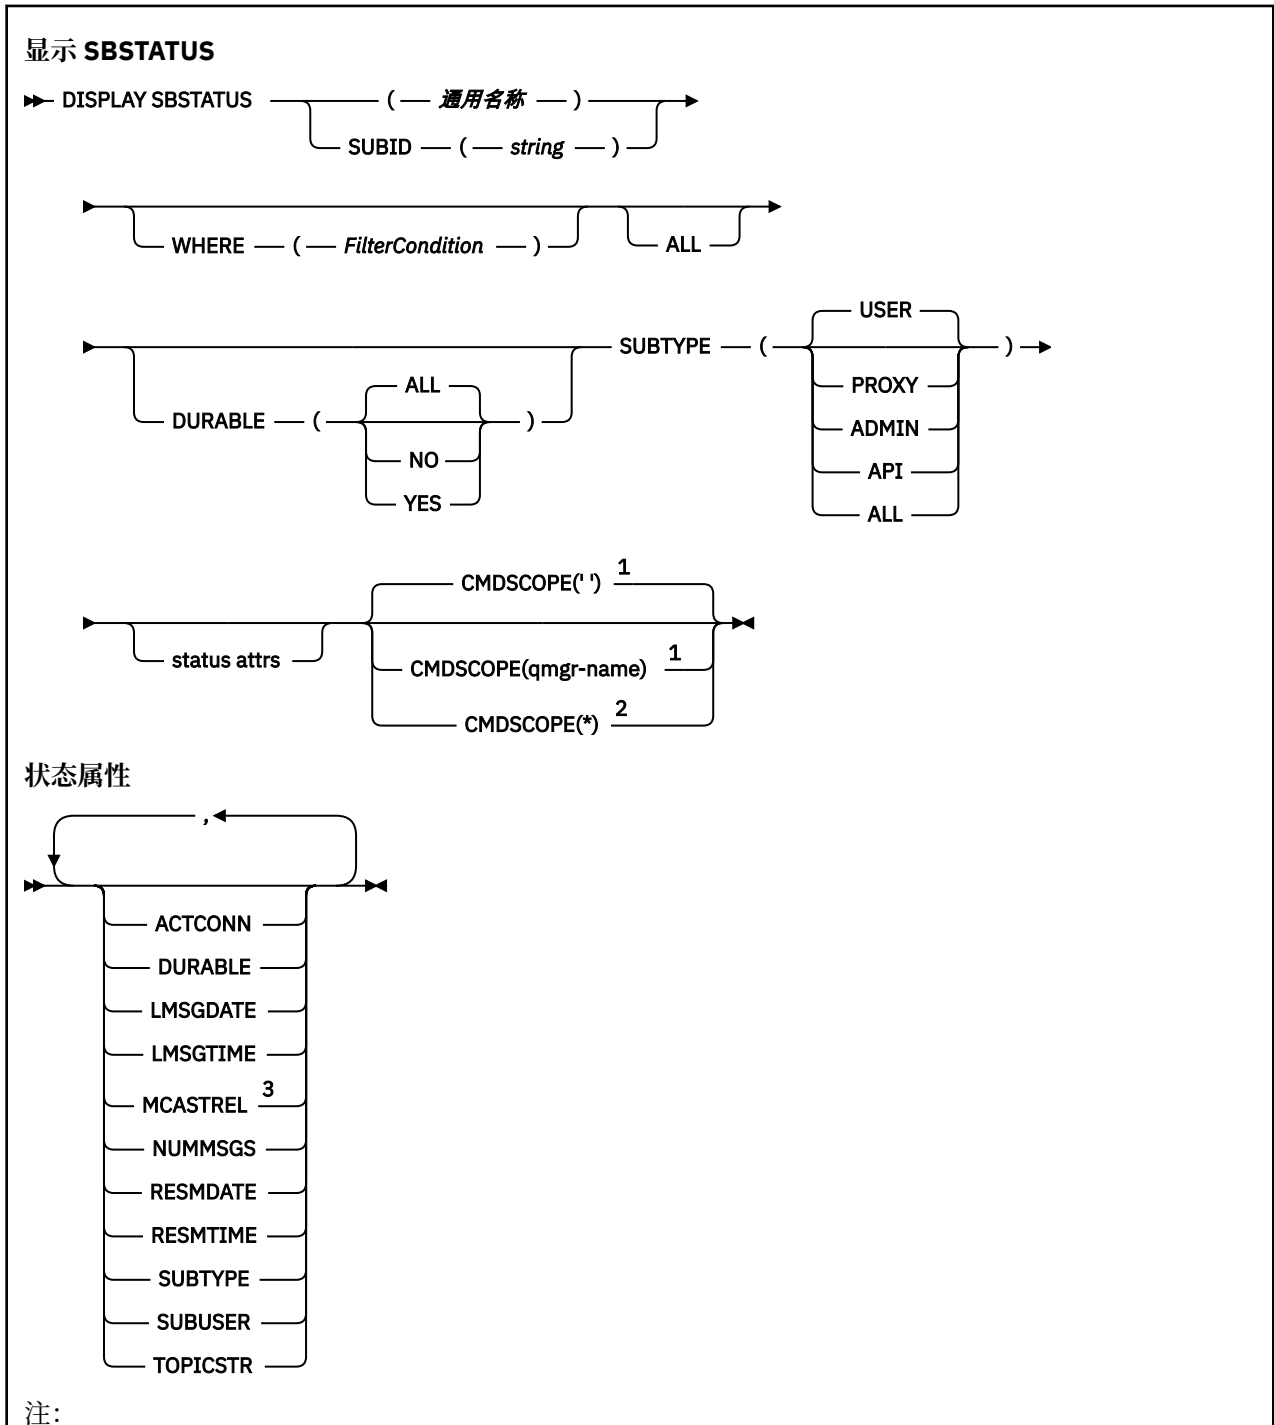 显示 SBSTATUS
DISPLAY SBSTATUS ( 通用名称 )
SUBID ( string )
WHERE ( FilterCondition )
ALL
USER
SUBTYPE ( )
ALL
PROXY
DURABLE ( )
ADMIN
NO
API
YES
ALL
CMDSCOPE(' ') 1
status attrs
CMDSCOPE(qmgr-name) 1
CMDSCOPE(*) 2
状态属性
,
ACTCONN
DURABLE
LMSGDATE
LMSGTIME
MCASTREL 3
NUMMSGS
RESMDATE
RESMTIME
SUBTYPE
SUBUSER
TOPICSTR
注: